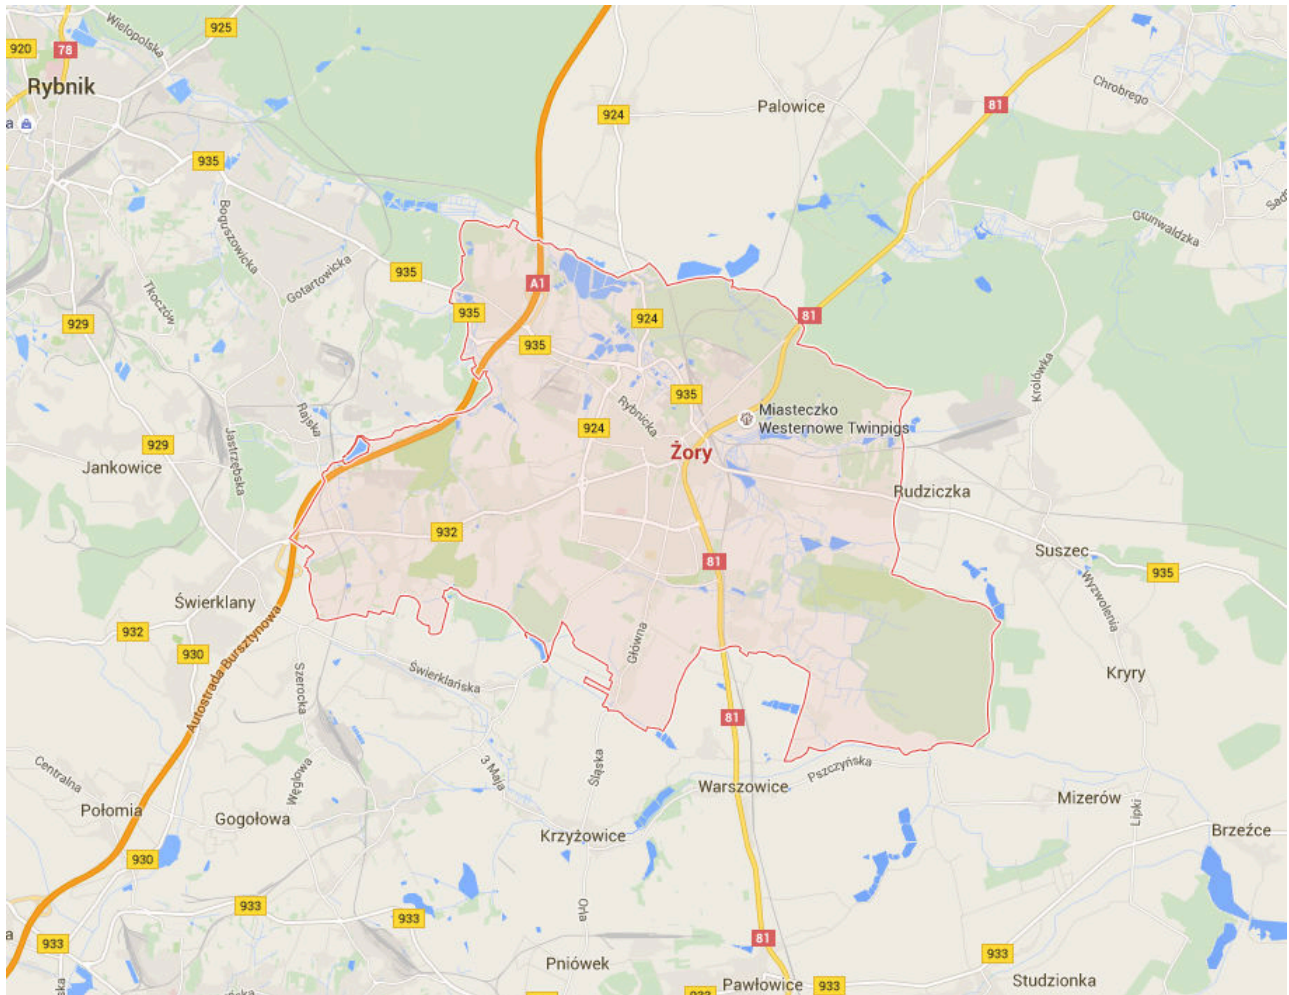 Wielopolska
925
920
78
Rybnik
a
935
924
Palowice
81
Chrobrego
Boguszowicka
Gotartowicka
Tkoczów
929
935
A1
935
924
81
935
Grunwaldzka
Królówka
935
Rybnicka
924
Miasteczko
Westernowe Twinpigs
Żory
Rajska
Jastrzębska
929
Jankowice
932
Rudziczka
Suszec
935
81
Wyzwolenia
Świerklany
932
930
Autostrada Bursztynowa
Szerocka
Świerklańska
Główna
Kryry
81
Centralna
Węglowa
3 Maja
Śląska
Warszowice
Pszczyńska
Mizerów
Lipki
Brzeźce
Połomia
Gogołowa
Krzyżowice
930
933
933
Orla
a
933
81
Pniówek
Pawłowice
933
933
Studzionka